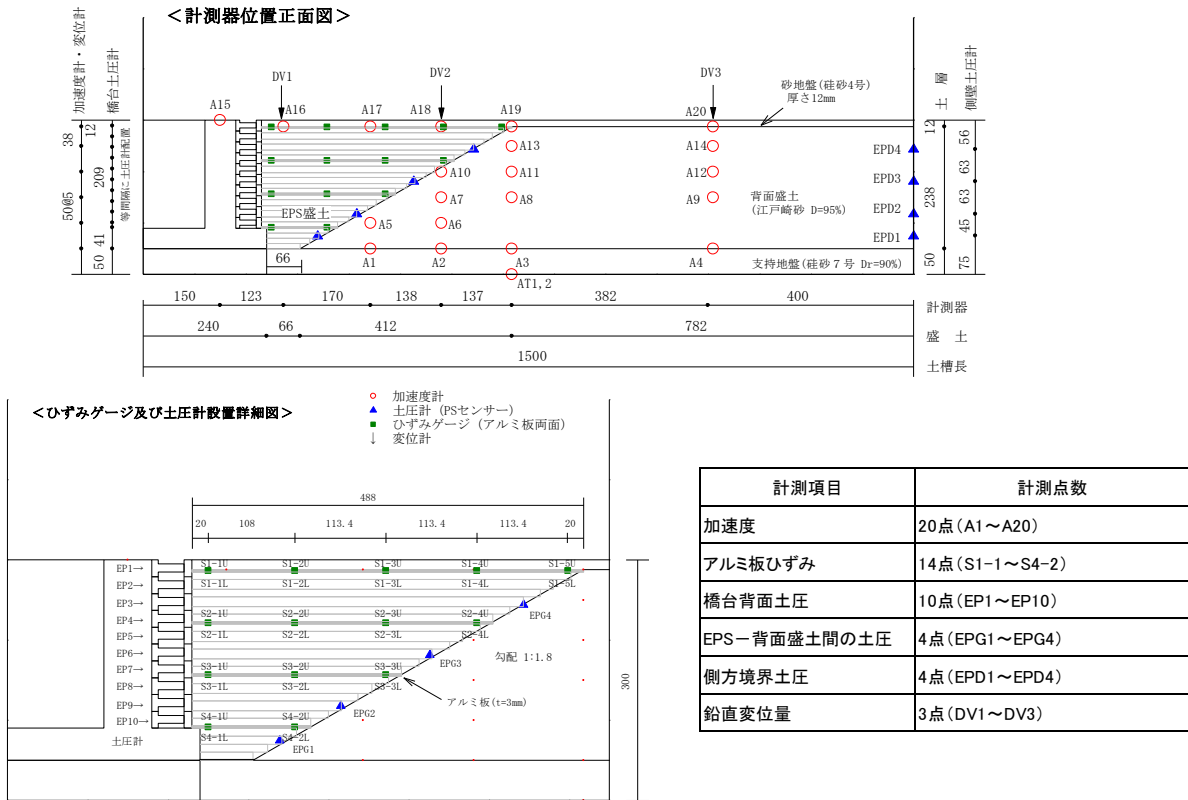 ＜計測器位置正面図＞
加速度計・変位計
橋台土圧計
土　層
側壁土圧計
DV1
DV2
DV3
砂地盤(硅砂4号)
厚さ12mm
A15
A16
A17
A18
A19
A20
38
12
209
41
50
等間隔に土圧計配置
A13
A14
A10
A11
A12
A7
A8
A9
EPS盛土
A5
A6
背面盛土
(江戸崎砂 D=95%)
EPD4
EPD3
EPD2
EPD1
12
238
50
56
63
63
45
75
66
A1
A2
A3
A4
支持地盤(硅砂７号 Dr=90%)
AT1,2
150
123
170
138
137
382
400
計測器
240
66
412
782
盛　土
1500
土槽長
＜ひずみゲージ及び土圧計設置詳細図＞
加速度計
土圧計（PSセンサー）
ひずみゲージ（アルミ板両面）
変位計
488
20
108
113.4
113.4
113.4
20
EP1→
EP2→
EP3→
EP4→
EP5→
EP6→
EP7→
EP8→
EP9→
EP10→
土圧計
S1-1U
S1-2U
S1-3U
S1-4U
S1-5U
S1-1L
S1-2L
S1-3L
S1-4L
S1-5L
S2-1U
S2-2U
S2-3U
S2-4U
S2-1L
S2-2L
S2-3L
S2-4L
S3-1U
S3-2U
S3-3U
S3-1L
S3-2L
S3-3L
S4-1U
S4-2U
S4-1L
S4-2L
EPG4
EPG3
EPG2
EPG1
勾配 1:1.8
アルミ板(t=3mm)
300
計測項目
計測点数
加速度
20点(A1～A20)
アルミ板ひずみ
14点(S1-1～S4-2)
橋台背面土圧
10点(EP1～EP10)
EPS－背面盛土間の土圧
4点(EPG1～EPG4)
側方境界土圧
4点(EPD1～EPD4)
鉛直変位量
3点(DV1～DV3)